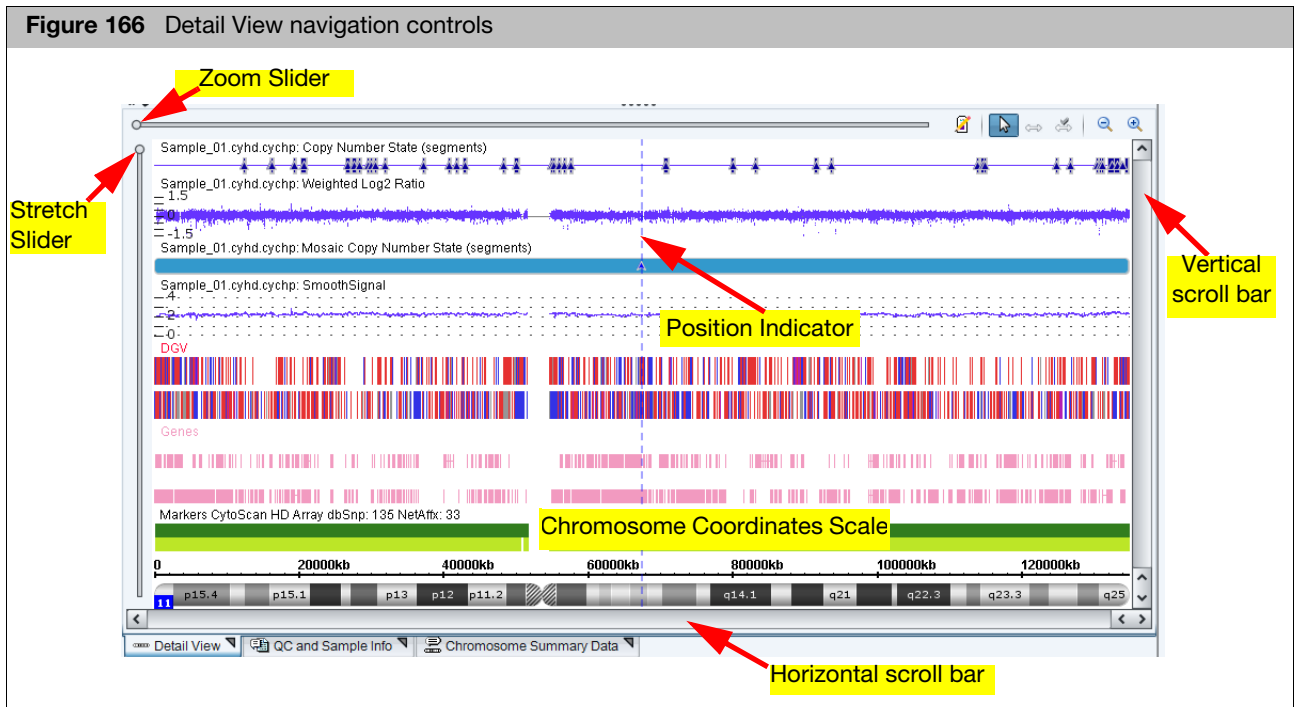 Figure 166 Detail View navigation controls
Zoom Slider
Sample_01.cyhd.cychp: Copy Number State (segments)
Sample_01.cyhd.cychp: Weighted Log2 Ratio
1.5
0
-1.5
Stretch
Slider
Sample_01.cyhd.cychp: Mosaic Copy Number State (segments)
Vertical
scroll bar
Sample_01.cyhd.cychp: SmoothSignal
4
2
0
Position Indicator
DGV
Genes
Markers CytoScan HD Array dbSnp: 135 NetAffx: 33
Chromosome Coordinates Scale
0 20000kb 40000kb 60000kb 80000kb 100000kb 120000kb
11 p15.4 p15.1 p13 p12 p11.2 q14.1 q21 q22.3 q23.3 q25
Detail View QC and Sample Info Chromosome Summary Data
Horizontal scroll bar